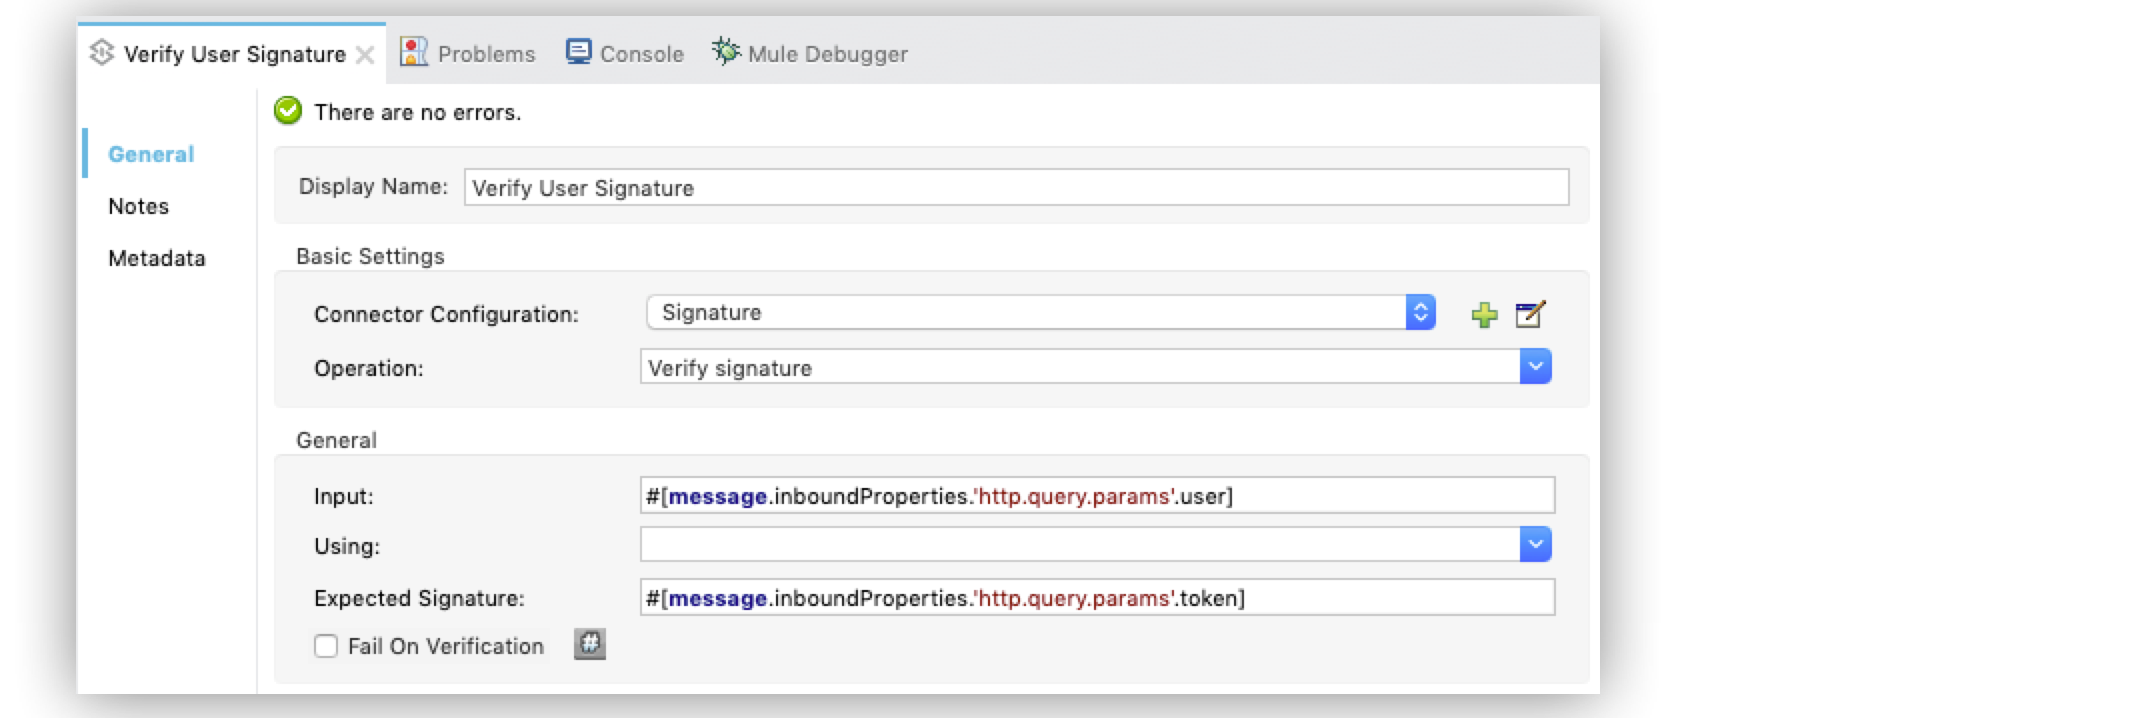 Verify User Signature Problems Console Mule Debugger
There are no errors.
General
Notes
Metadata
Display Name: Verify User Signature
Basic Settings
Connector Configuration: Signature
Operation: Verify signature
General
Input: #[message.inboundProperties.'http.query.params'.user]
Using:
Expected Signature: #[message.inboundProperties.'http.query.params'.token]
Fail On Verification #